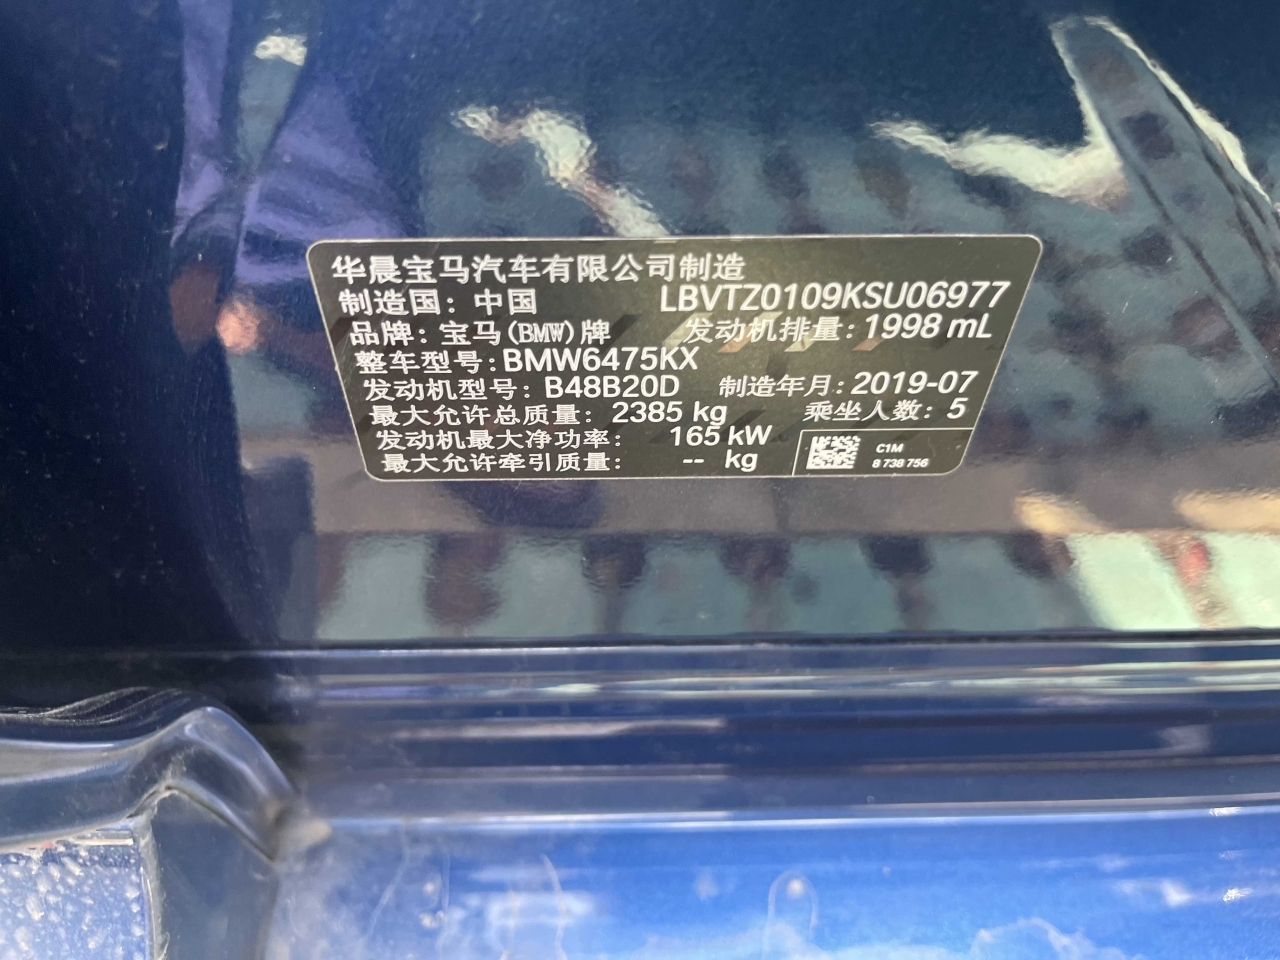 华晨宝马汽车有限公司制造
制造国：中国 LBVTZ0109KSU06977
品牌：宝马(BMW)牌 发动机排量：1998 mL
整车型号：BMW6475KX
发动机型号：B48B20D 制造年月：2019-07
最大允许总质量：2385 kg 乘坐人数：5
发动机最大净功率： 165 kW
最大允许牵引质量： -- kg
C1M
8 738 756